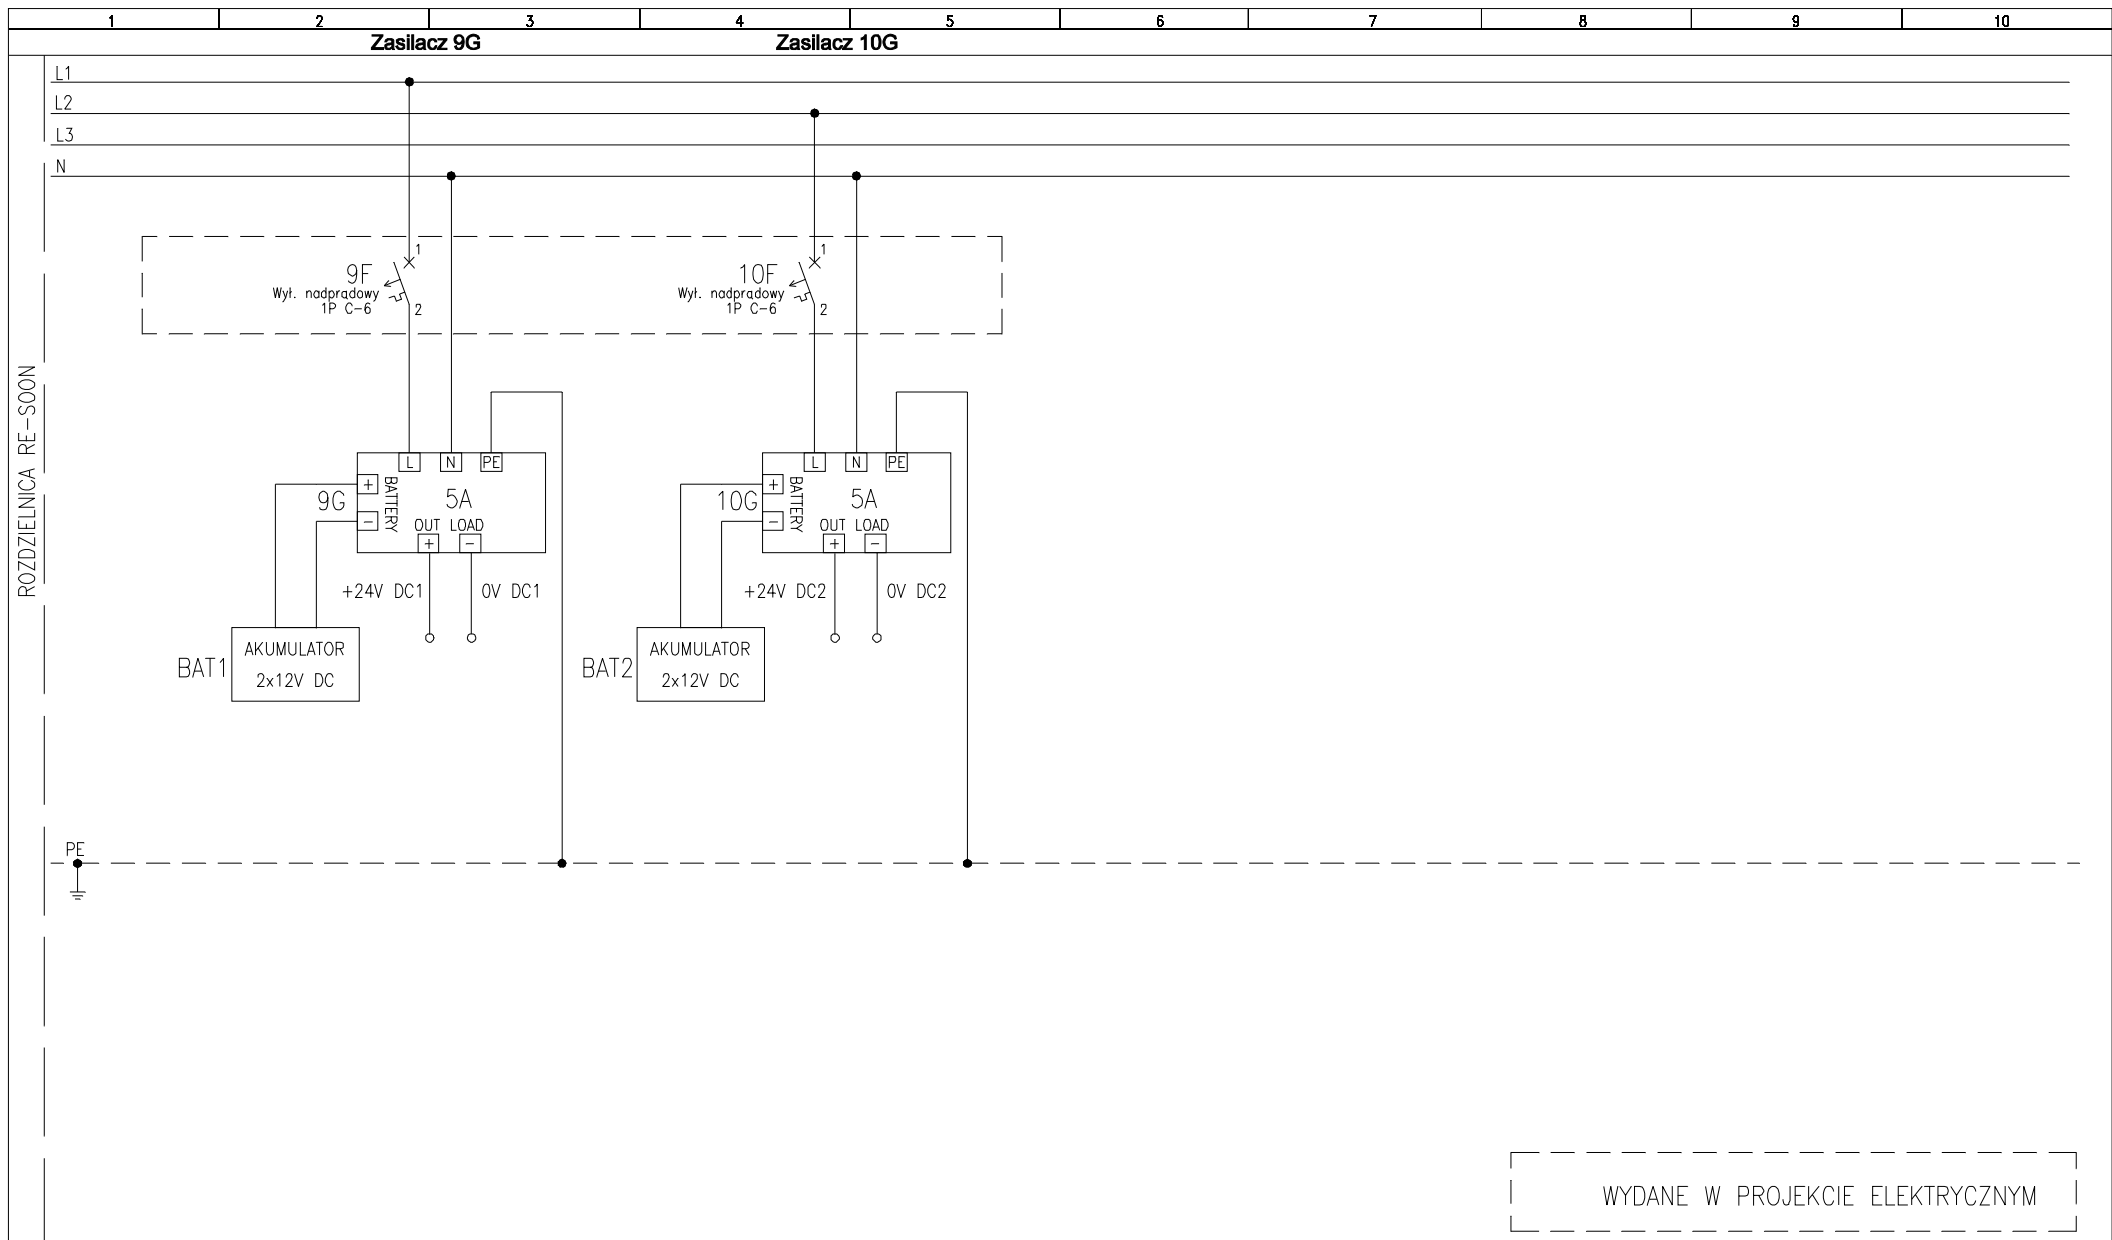 1 2 3 4 5 6 7 8 9 10
Zasilacz 9G Zasilacz 10G
L1
L2
L3
N
ROZDZIELNICA RE-SOON
1
9F
Wył. nadprądowy
1P C-6
2
1
10F
Wył. nadprądowy
1P C-6
2
L N PE
+
BATTERY
9G
5A
-
OUT LOAD
+ -
+24V DC1 0V DC1
BAT1
AKUMULATOR
2x12V DC
L N PE
+
BATTERY
10G
5A
-
OUT LOAD
+ -
+24V DC2 0V DC2
BAT2
AKUMULATOR
2x12V DC
PE
WYDANE W PROJEKCIE ELEKTRYCZNYM